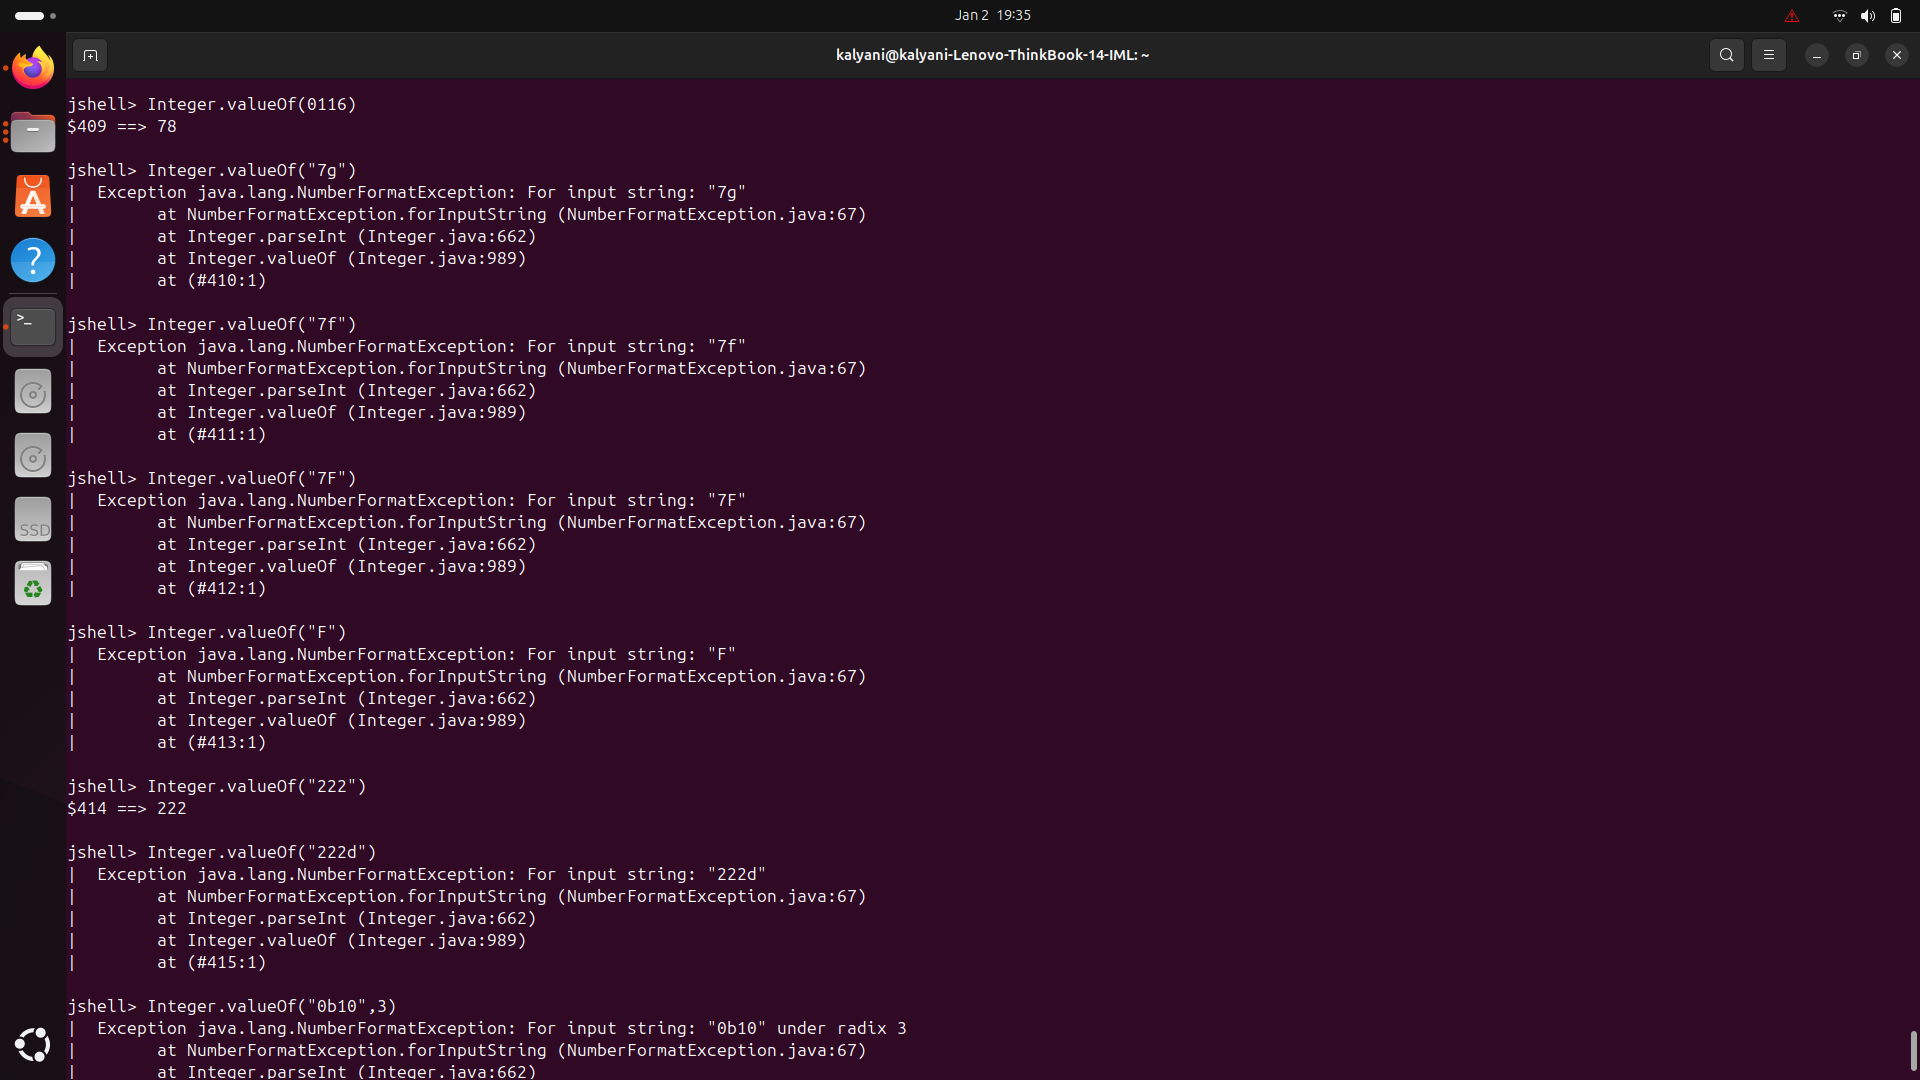 Jan 2 19:35
kalyani@kalyani-Lenovo-ThinkBook-14-IML: ~
jshell> Integer.valueOf(0116)
$409 ==> 78
jshell> Integer.valueOf("7g")
|  Exception java.lang.NumberFormatException: For input string: "7g"
|        at NumberFormatException.forInputString (NumberFormatException.java:67)
|        at Integer.parseInt (Integer.java:662)
|        at Integer.valueOf (Integer.java:989)
|        at (#410:1)
jshell> Integer.valueOf("7f")
|  Exception java.lang.NumberFormatException: For input string: "7f"
|        at NumberFormatException.forInputString (NumberFormatException.java:67)
|        at Integer.parseInt (Integer.java:662)
|        at Integer.valueOf (Integer.java:989)
|        at (#411:1)
jshell> Integer.valueOf("7F")
|  Exception java.lang.NumberFormatException: For input string: "7F"
|        at NumberFormatException.forInputString (NumberFormatException.java:67)
|        at Integer.parseInt (Integer.java:662)
|        at Integer.valueOf (Integer.java:989)
|        at (#412:1)
jshell> Integer.valueOf("F")
|  Exception java.lang.NumberFormatException: For input string: "F"
|        at NumberFormatException.forInputString (NumberFormatException.java:67)
|        at Integer.parseInt (Integer.java:662)
|        at Integer.valueOf (Integer.java:989)
|        at (#413:1)
jshell> Integer.valueOf("222")
$414 ==> 222
jshell> Integer.valueOf("222d")
|  Exception java.lang.NumberFormatException: For input string: "222d"
|        at NumberFormatException.forInputString (NumberFormatException.java:67)
|        at Integer.parseInt (Integer.java:662)
|        at Integer.valueOf (Integer.java:989)
|        at (#415:1)
jshell> Integer.valueOf("0b10",3)
|  Exception java.lang.NumberFormatException: For input string: "0b10" under radix 3
|        at NumberFormatException.forInputString (NumberFormatException.java:67)
|        at Integer.parseInt (Integer.java:662)
SSD